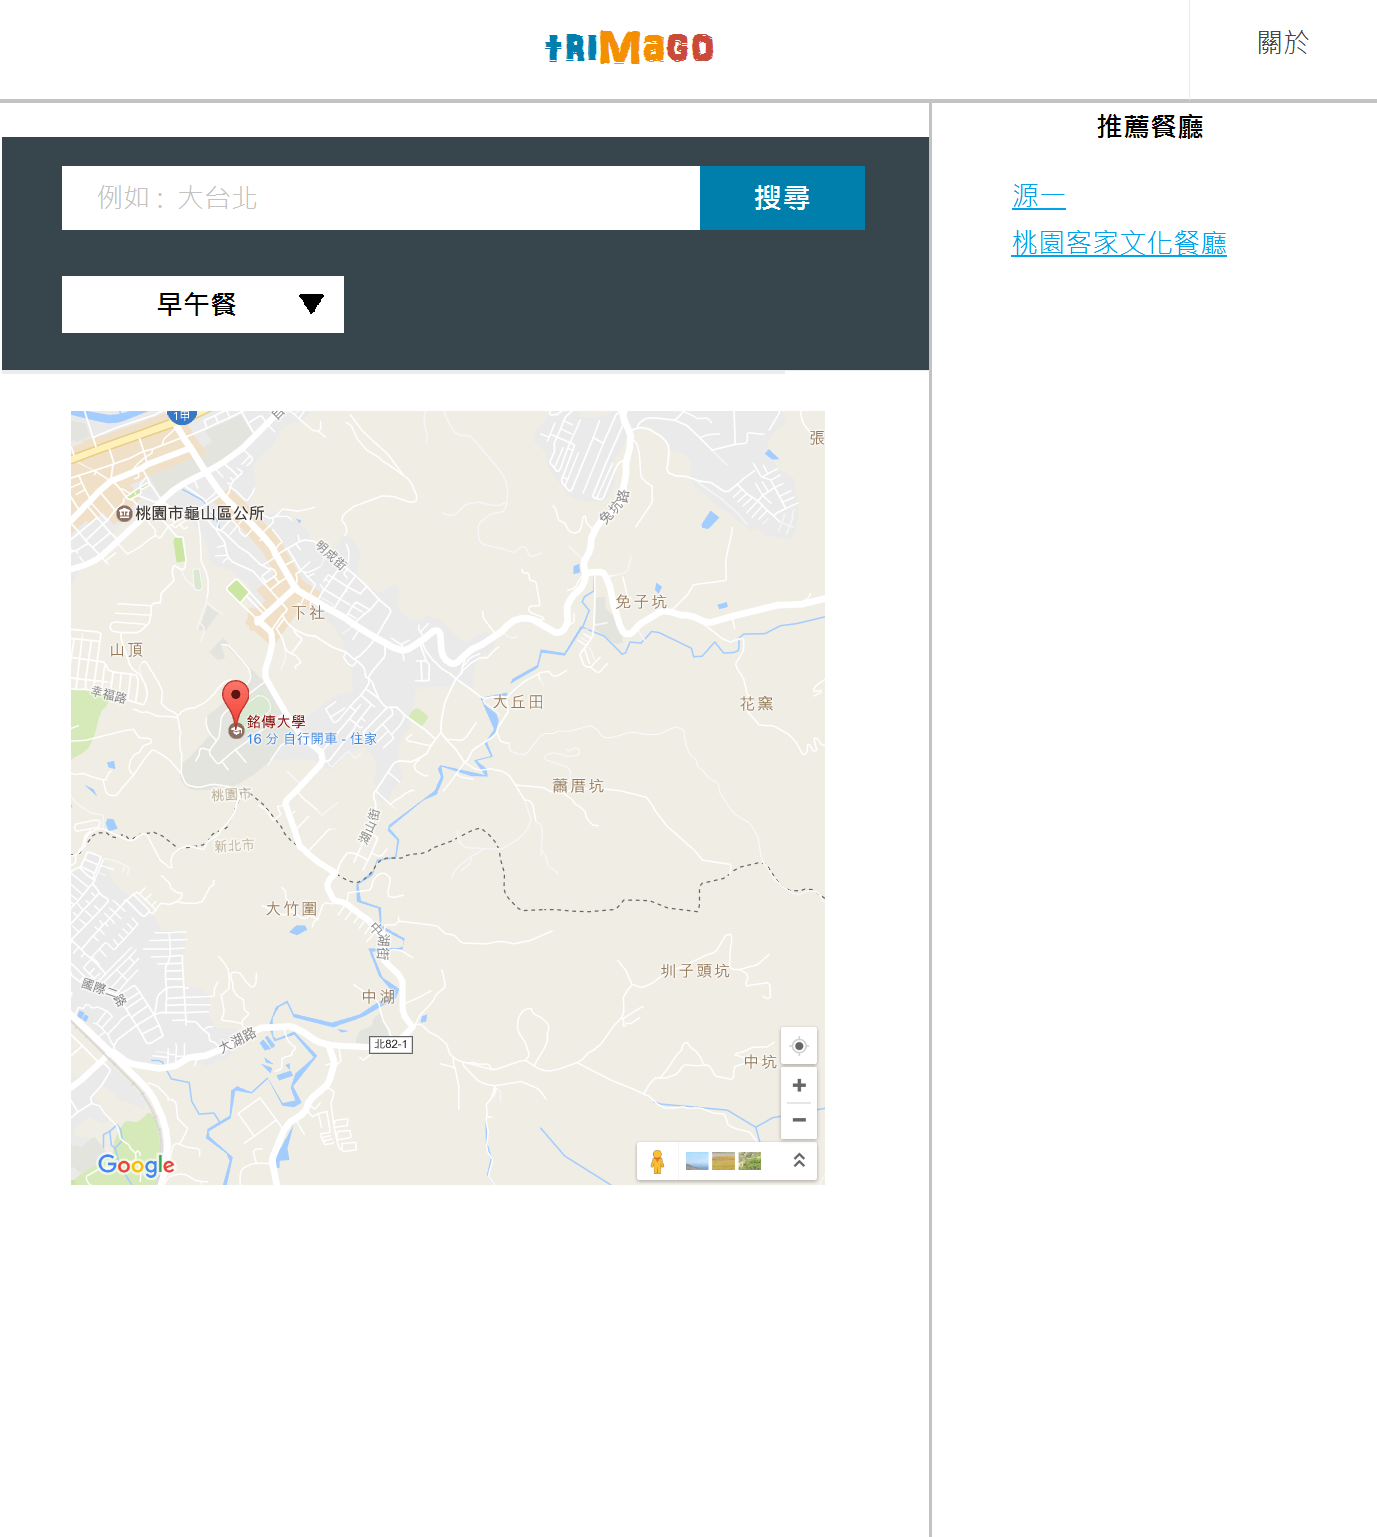 tRIMaGO
關於
例如 : 大台北
搜尋
早午餐
推薦餐廳
源一
桃園客家文化餐廳
1甲
張
桃園市龜山區公所
兔坑路
明成街
下社
兔子坑
山頂
幸福路
大丘田
花窯
銘傳大學
16 分 自行開車 - 住家
蕭厝坑
桃園市
湖山街
新北市
大竹圍
中湖街
圳子頭坑
國際二路
中湖
大湖路
北82-1
中坑
Google